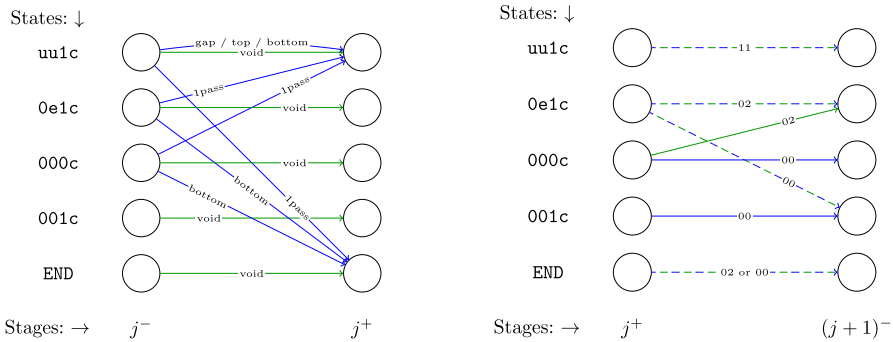 States: ↓
uu1c
0e1c
000c
001c
END
Stages: →
j⁻
j⁺
gap / top / bottom
void
1pass
1pass
void
void
bottom
bottom
1pass
void
void
States: ↓
uu1c
0e1c
000c
001c
END
Stages: →
j⁺
(j + 1)⁻
11
02
02
00
00
00
02 or 00